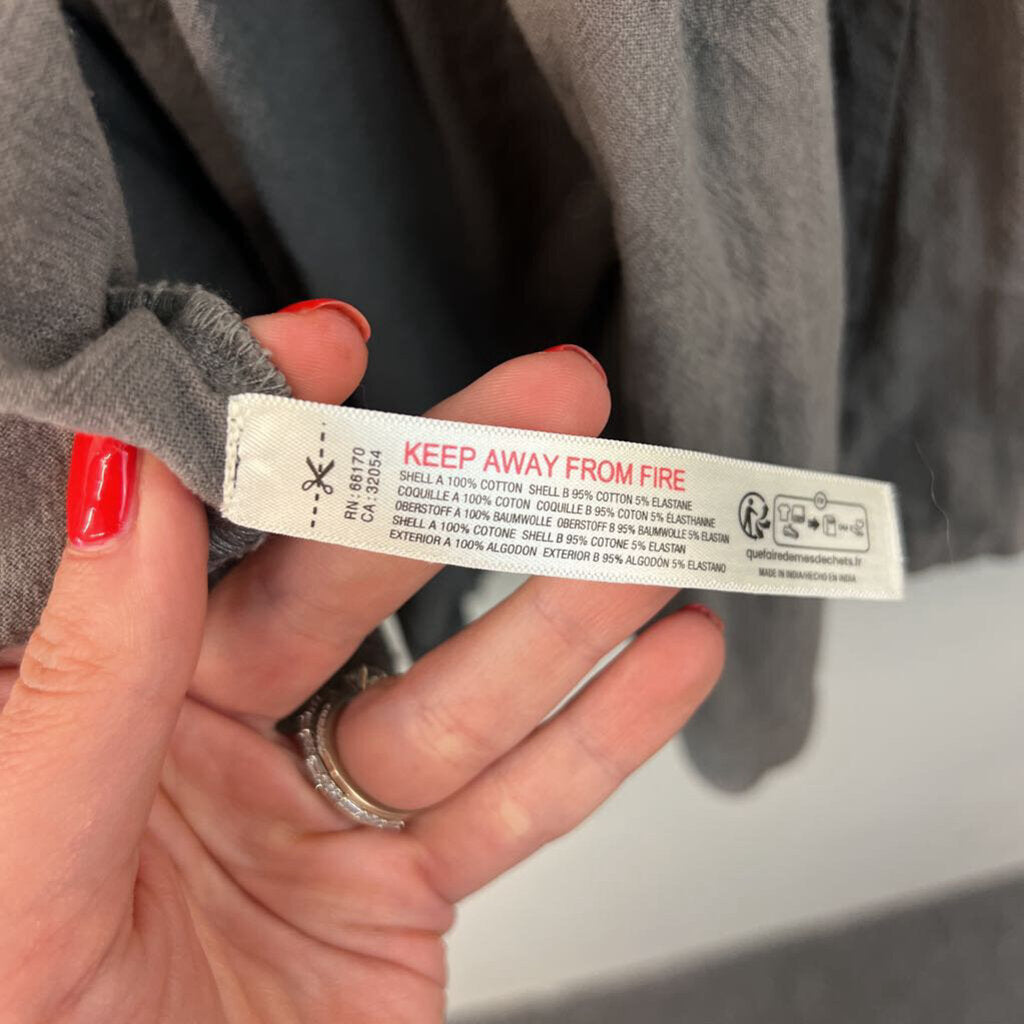 RN: 66170
CA: 32054
KEEP AWAY FROM FIRE
SHELL A 100% COTTON SHELL B 95% COTTON 5% ELASTANE
COQUILLE A 100% COTON COQUILLE B 95% COTON 5% ÉLASTHANNE
OBERSTOFF A 100% BAUMWOLLE OBERSTOFF B 95% BAUMWOLLE 5% ELASTAN
SHELL A 100% COTONE SHELL B 95% COTONE 5% ELASTAN
EXTERIOR A 100% ALGODON EXTERIOR B 95% ALGODÓN 5% ELASTANO
quefairedemesdechets.fr
MADE IN INDIA/HECHO EN INDIA